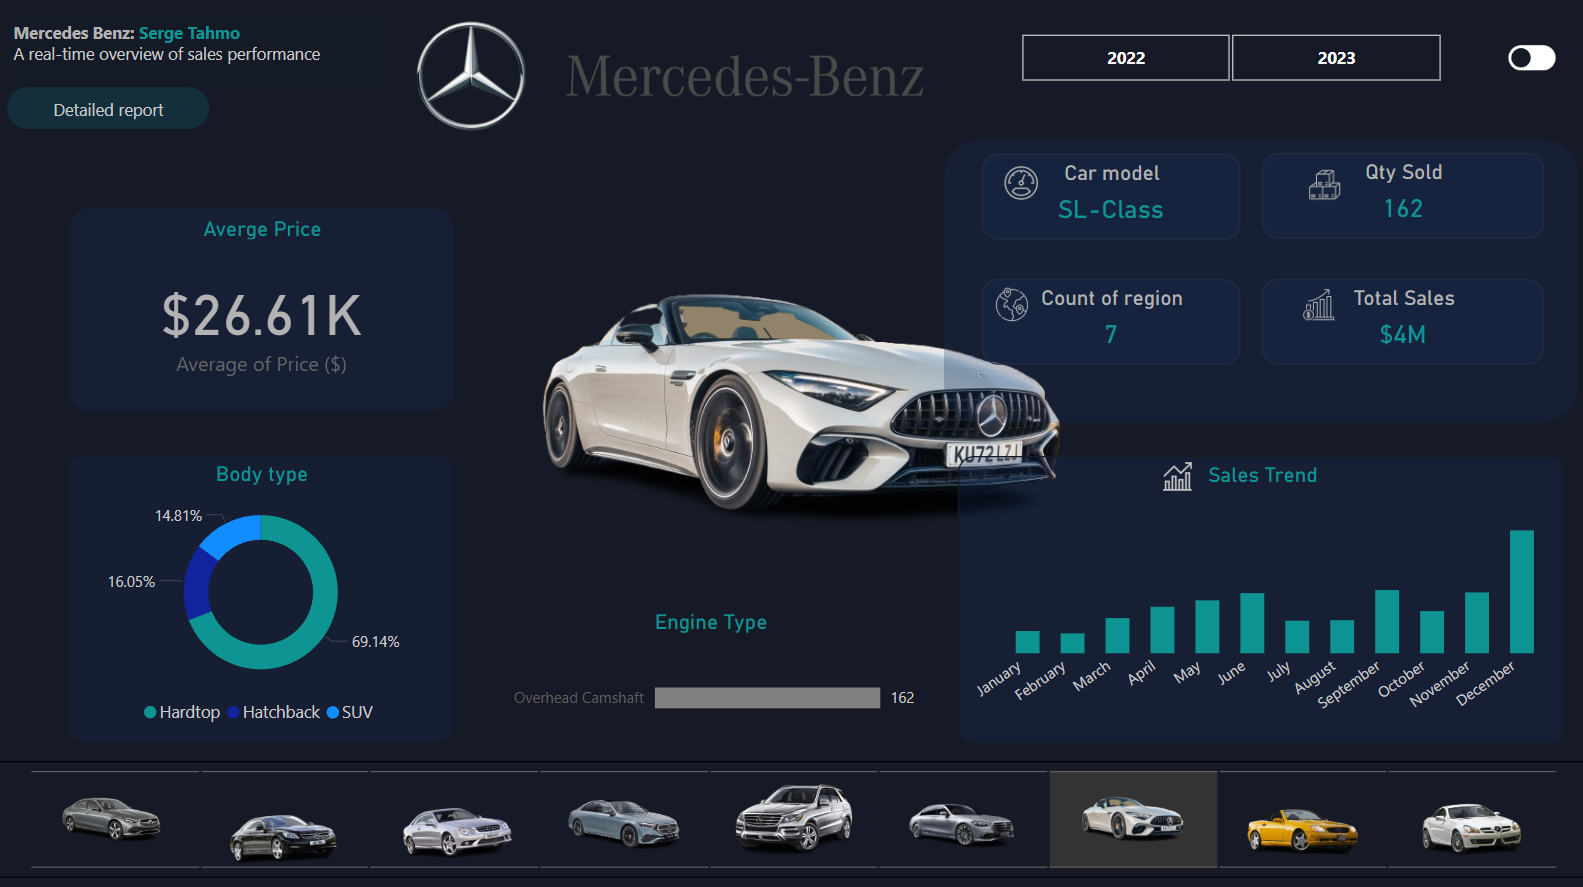 Mercedes Benz: Serge Tahmo
A real-time overview of sales performance
Detailed report
Mercedes-Benz
2022
2023
Car model
SL-Class
Qty Sold
162
Count of region
7
Total Sales
$4M
Averge Price
$26.61K
Average of Price ($)
KU72LZJ
Body type
14.81%
16.05%
69.14%
Hardtop
Hatchback
SUV
Engine Type
Overhead Camshaft
162
Sales Trend
January
February
March
April
May
June
July
August
September
October
November
December